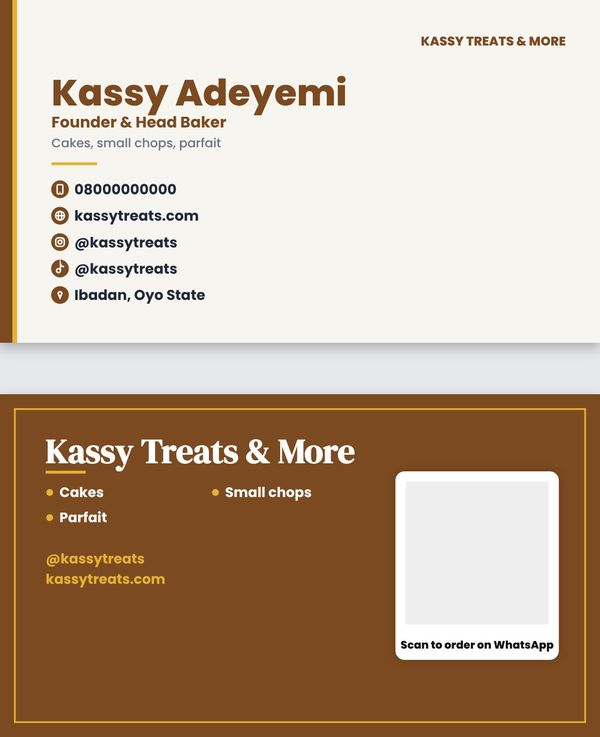 KASSY TREATS & MORE
Kassy Adeyemi
Founder & Head Baker
Cakes, small chops, parfait
08000000000
kassytreats.com
@kassytreats
@kassytreats
Ibadan, Oyo State
Kassy Treats & More
Cakes
Small chops
Parfait
@kassytreats
kassytreats.com
Scan to order on WhatsApp